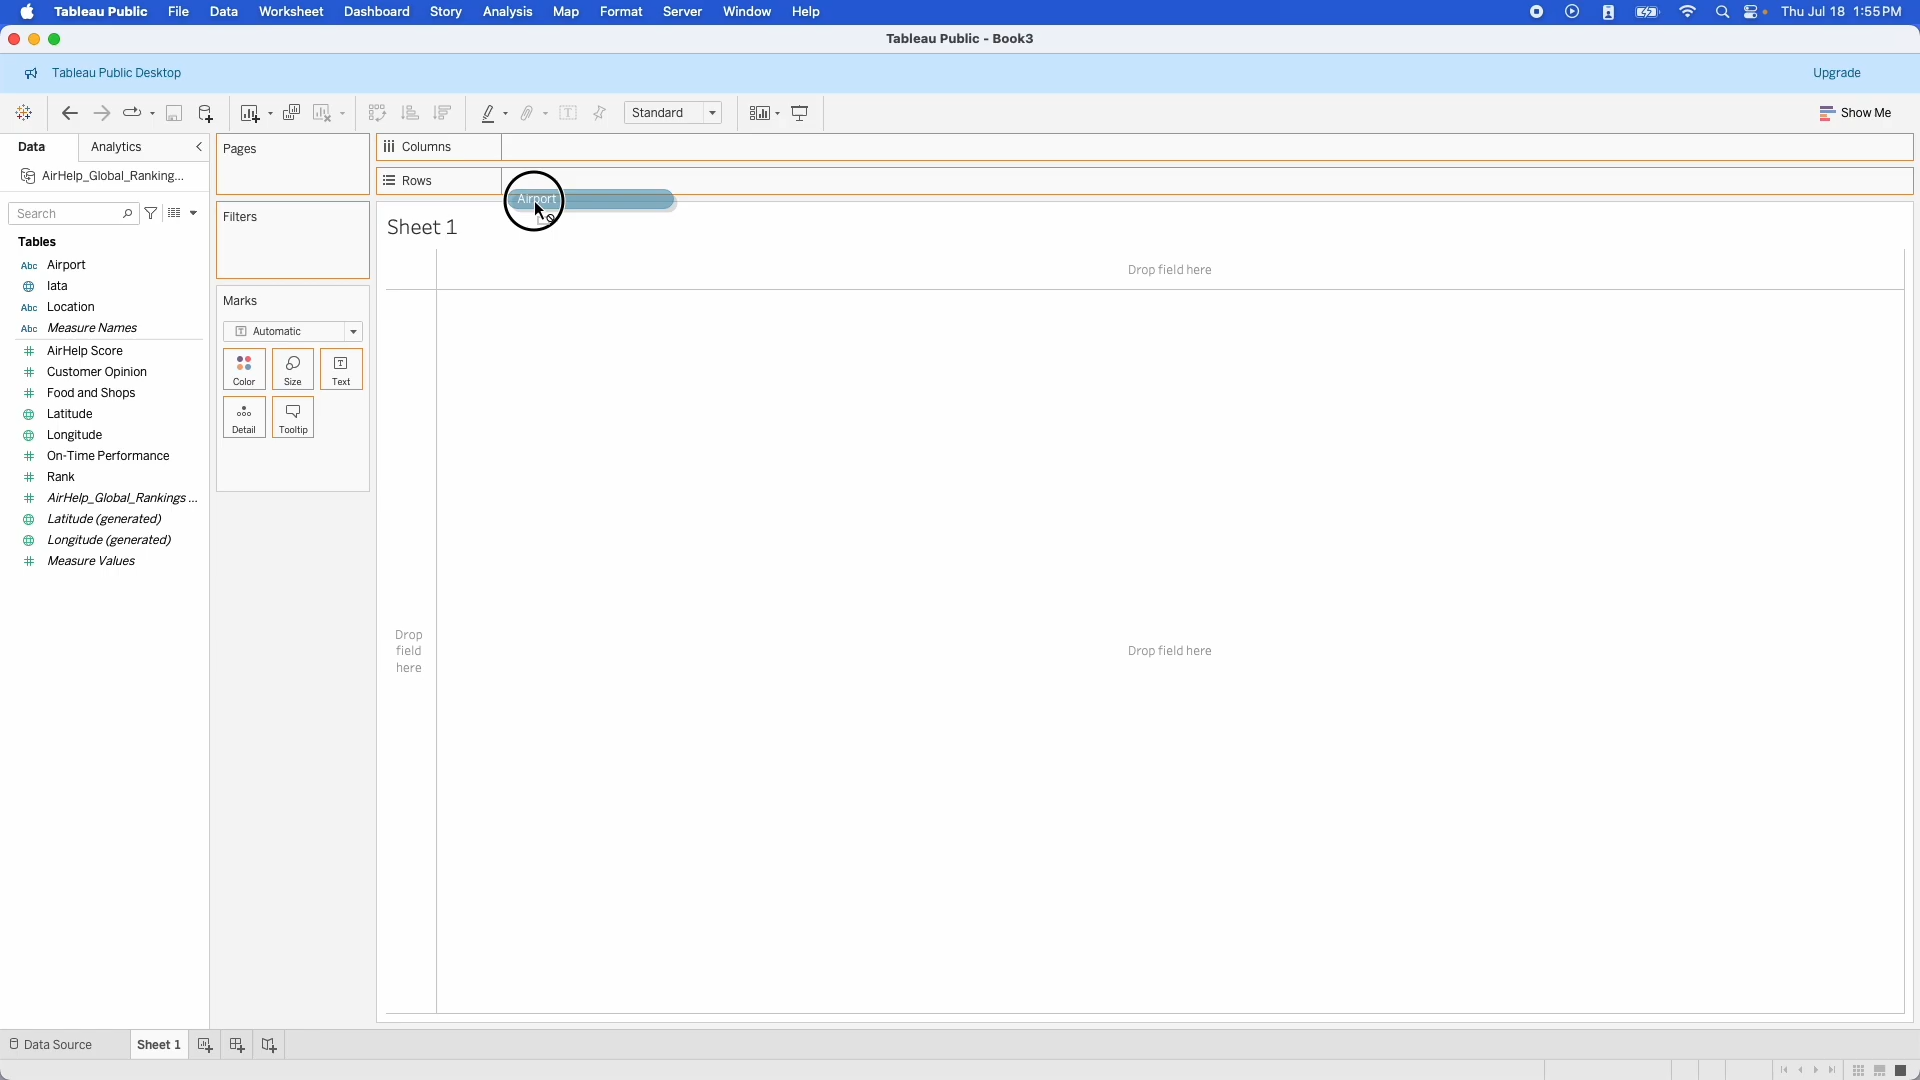 Tableau Public File Data Worksheet Dashboard Story Analysis Map Format Server Window Help Thu Jul 18 1:55 PM
Tableau Public - Book3
Tableau Public Desktop Upgrade
Standard Show Me
Data Analytics Pages Columns
AirHelp_Global_Ranking... Rows
Airport
Search Filters Sheet 1
Tables
Abc Airport Drop field here
Iata
Abc Location Marks
Abc Measure Names Automatic
AirHelp Score
Customer Opinion Color Size Text
Food and Shops
Latitude
Longitude Detail Tooltip
On-Time Performance
Rank
AirHelp_Global_Rankings ...
Latitude (generated)
Longitude (generated)
Measure Values
Drop
field Drop field here
here
Data Source Sheet 1